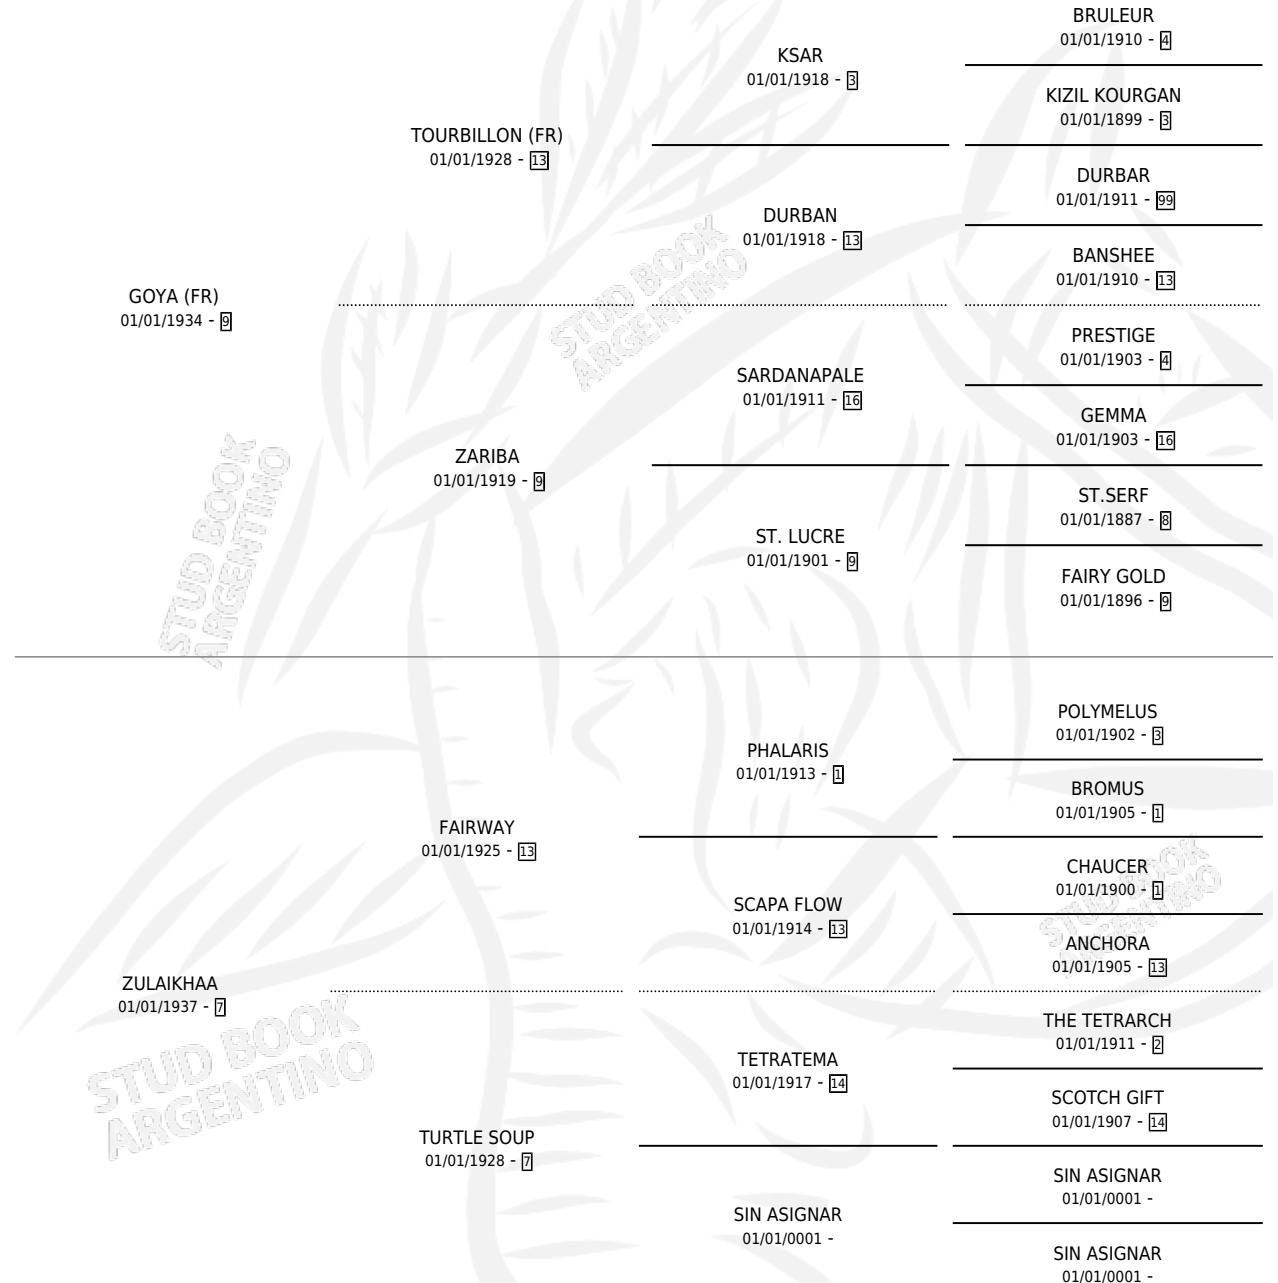 BRULEUR
01/01/1910 - 4
KSAR
01/01/1918 - 3
KIZIL KOURGAN
01/01/1899 - 3
TOURBILLON (FR)
01/01/1928 - 13
DURBAR
01/01/1911 - 99
DURBAN
01/01/1918 - 13
BANSHEE
01/01/1910 - 13
GOYA (FR)
01/01/1934 - 9
PRESTIGE
01/01/1903 - 4
SARDANAPALE
01/01/1911 - 16
GEMMA
01/01/1903 - 16
ZARIBA
01/01/1919 - 9
ST.SERF
01/01/1887 - 8
ST. LUCRE
01/01/1901 - 9
FAIRY GOLD
01/01/1896 - 9
POLYMELUS
01/01/1902 - 3
PHALARIS
01/01/1913 - 1
BROMUS
01/01/1905 - 1
FAIRWAY
01/01/1925 - 13
CHAUCER
01/01/1900 - 1
SCAPA FLOW
01/01/1914 - 13
ANCHORA
01/01/1905 - 13
ZULAIKHAA
01/01/1937 - 7
THE TETRARCH
01/01/1911 - 2
TETRATEMA
01/01/1917 - 14
SCOTCH GIFT
01/01/1907 - 14
TURTLE SOUP
01/01/1928 - 7
SIN ASIGNAR
01/01/0001 -
SIN ASIGNAR
01/01/0001 -
SIN ASIGNAR
01/01/0001 -
STUD BOOK
ARGENTINO
STUD BOOK
ARGENTINO
STUD BOOK
ARGENTINO
STUD BOOK
ARGENTINO